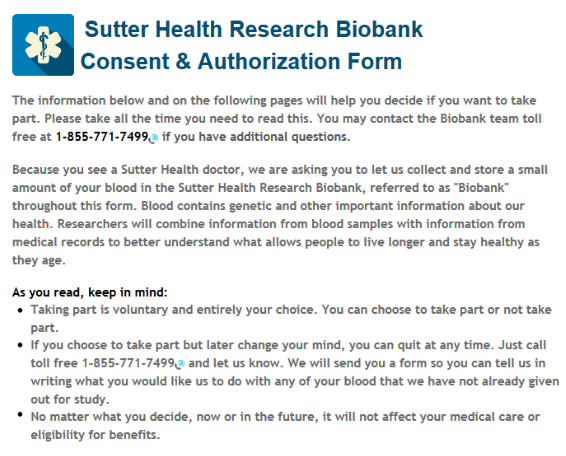 Sutter Health Research Biobank
Consent & Authorization Form
The information below and on the following pages will help you decide if you want to take
part. Please take all the time you need to read this. You may contact the Biobank team toll
free at 1-855-771-7499 if you have additional questions.
Because you see a Sutter Health doctor, we are asking you to let us collect and store a small
amount of your blood in the Sutter Health Research Biobank, referred to as "Biobank"
throughout this form. Blood contains genetic and other important information about our
health. Researchers will combine information from blood samples with information from
medical records to better understand what allows people to live longer and stay healthy as
they age.
As you read, keep in mind:
• Taking part is voluntary and entirely your choice. You can choose to take part or not take
part.
• If you choose to take part but later change your mind, you can quit at any time. Just call
toll free 1-855-771-7499 and let us know. We will send you a form so you can tell us in
writing what you would like us to do with any of your blood that we have not already given
out for study.
• No matter what you decide, now or in the future, it will not affect your medical care or
eligibility for benefits.